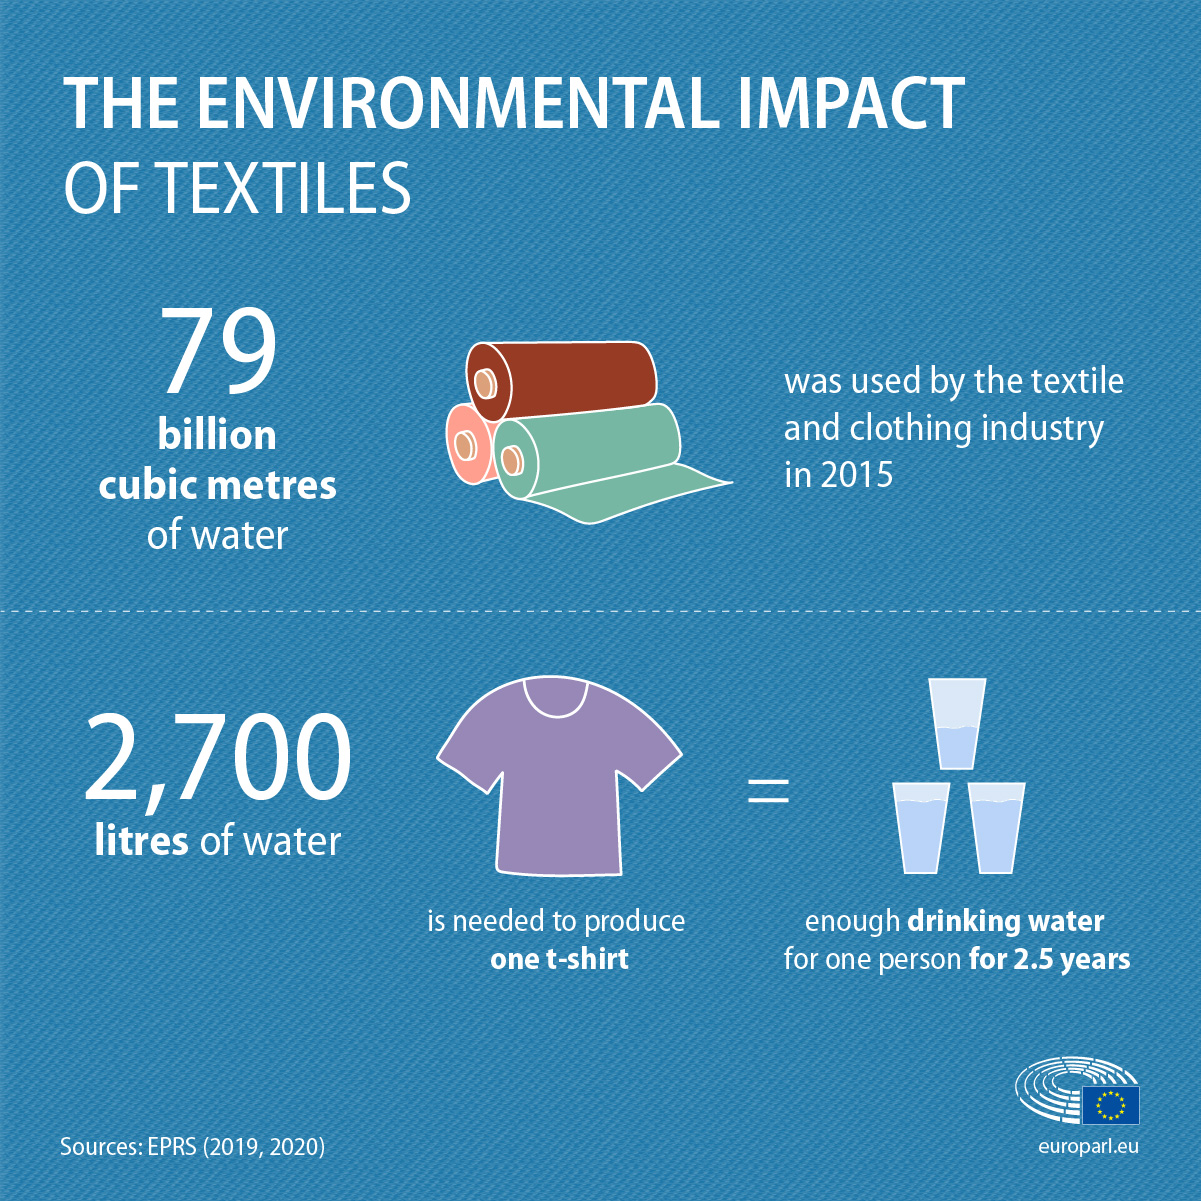 THE ENVIRONMENTAL IMPACT
OF TEXTILES
79
billion
cubic metres
of water
was used by the textile
and clothing industry
in 2015
2,700
litres of water
is needed to produce
one t-shirt
=
enough drinking water
for one person for 2.5 years
Sources: EPRS (2019, 2020)
europarl.eu